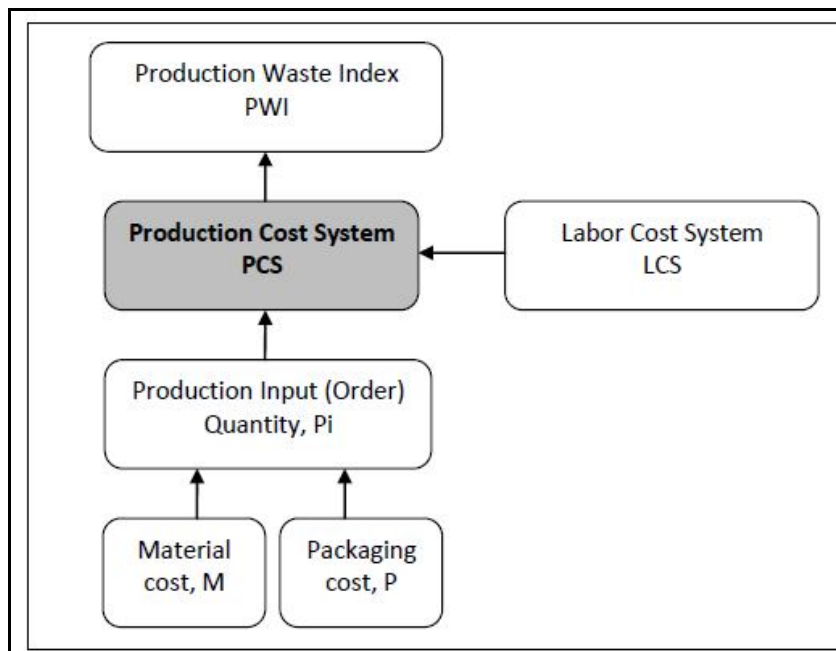 Production Waste Index
PWI
Production Cost System
PCS
Labor Cost System
LCS
Production Input (Order)
Quantity, Pi
Material
cost, M
Packaging
cost, P